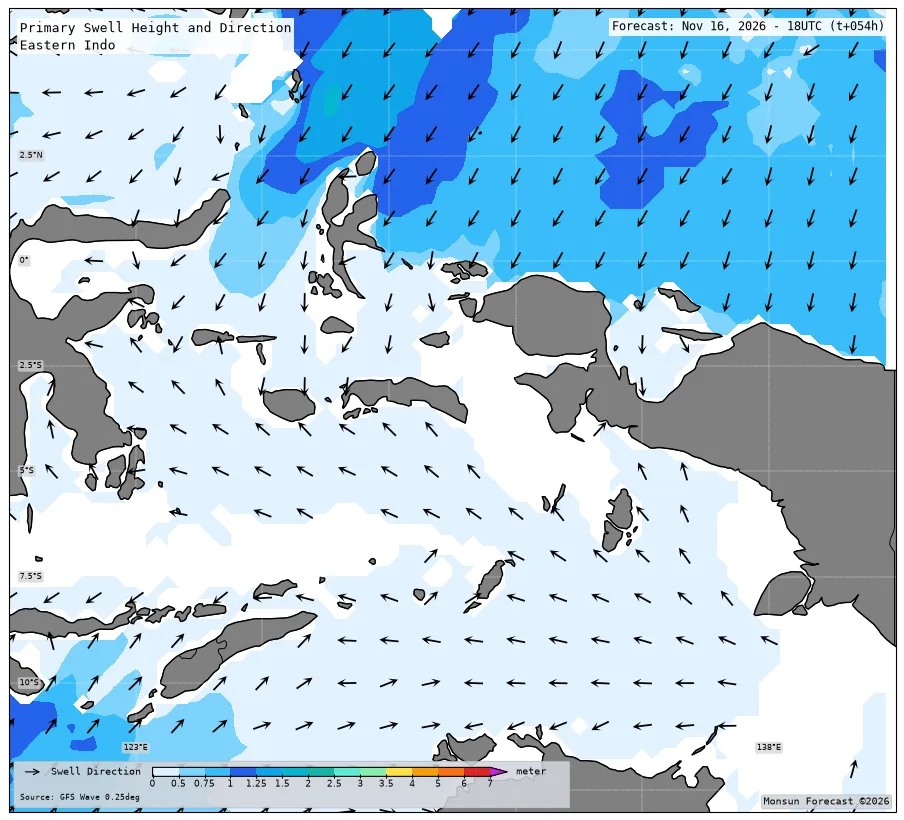 Primary Swell Height and Direction
Eastern Indo
Forecast: Nov 16, 2026 - 18UTC (t+054h)
2.5°N
0°
2.5°S
5°S
7.5°S
10°S
123°E
138°E
Swell Direction
0 0.5 0.75 1 1.25 1.5 2 2.5 3 3.5 4 5 6 7
meter
Source: GFS Wave 0.25deg
Monsun Forecast ©2026